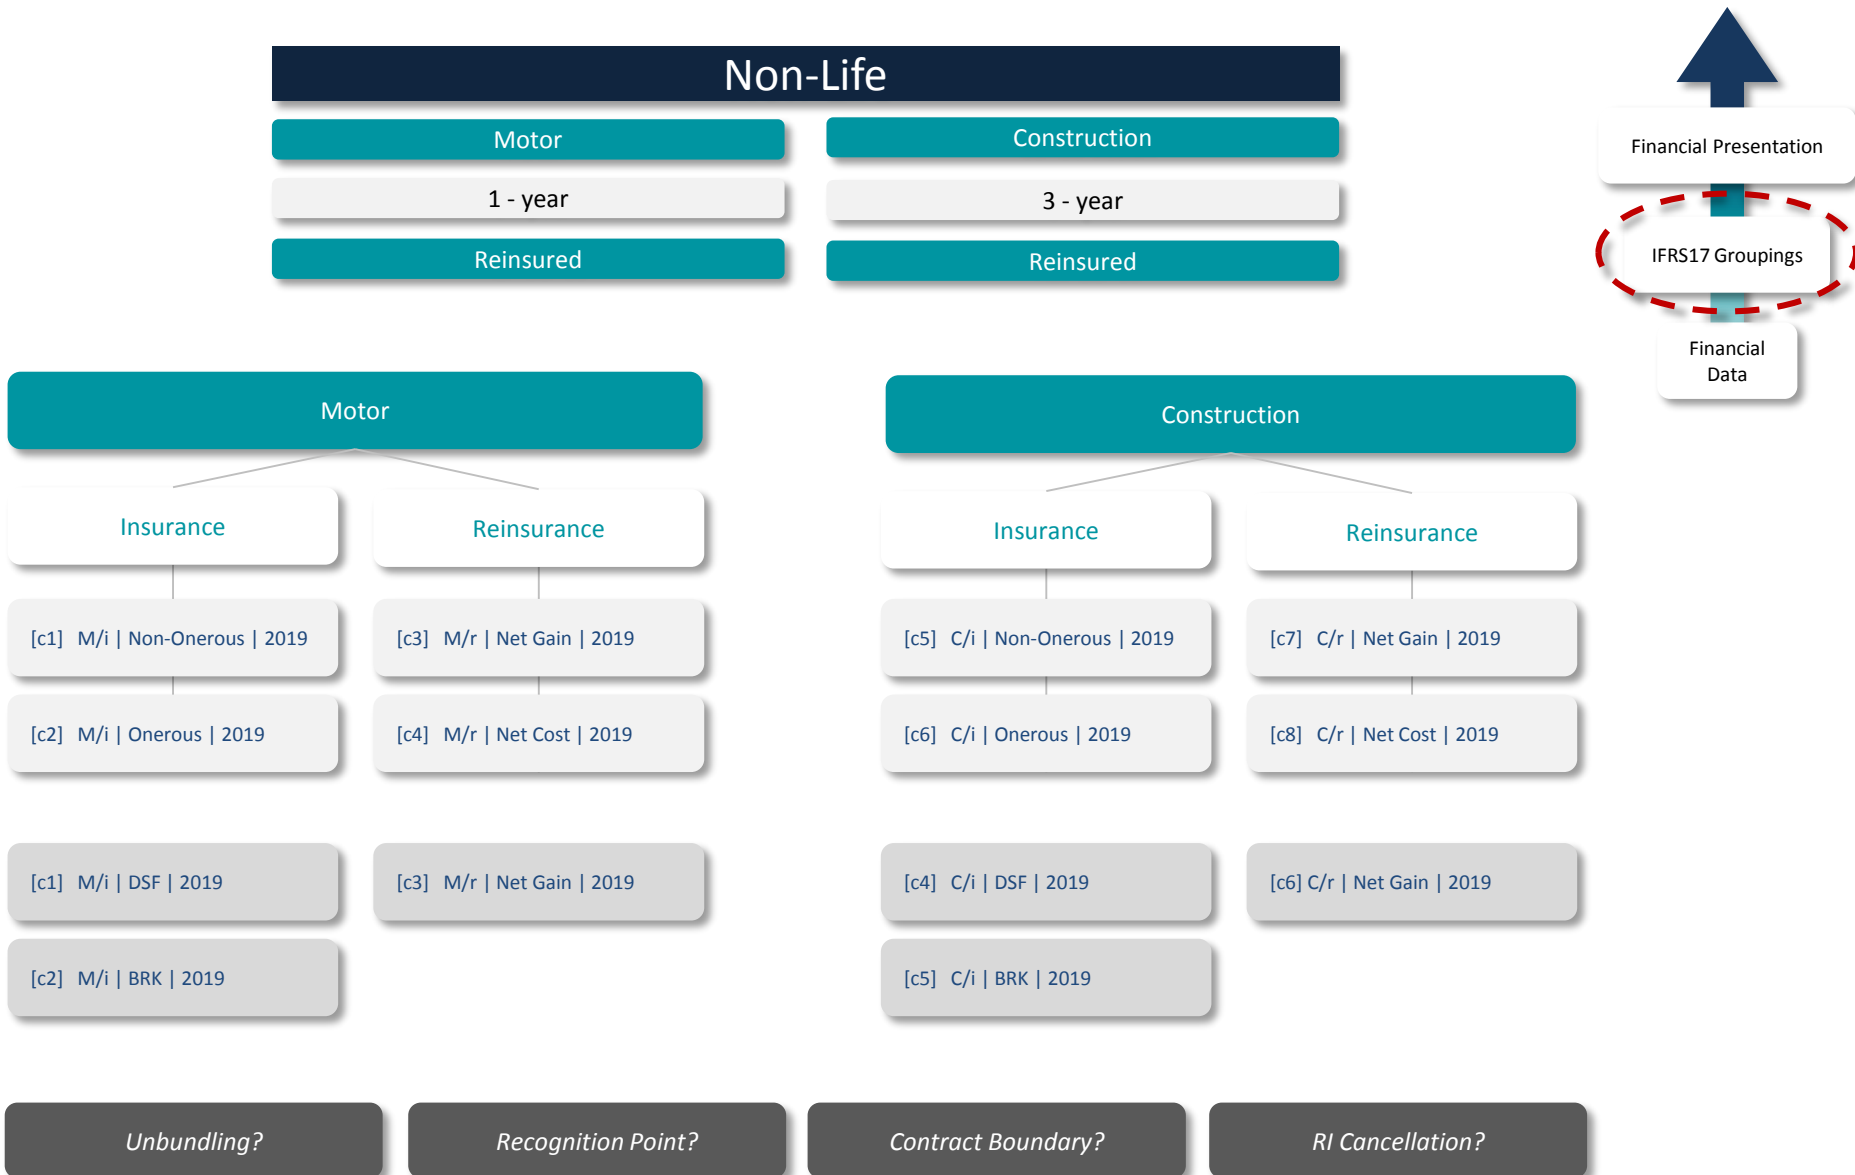 Non-Life
Motor
Construction
1 - year
3 - year
Reinsured
Reinsured
Financial Presentation
IFRS17 Groupings
Financial
Data
Motor
Construction
Insurance
Reinsurance
Insurance
Reinsurance
[c1] M/i | Non-Onerous | 2019
[c3] M/r | Net Gain | 2019
[c5] C/i | Non-Onerous | 2019
[c7] C/r | Net Gain | 2019
[c2] M/i | Onerous | 2019
[c4] M/r | Net Cost | 2019
[c6] C/i | Onerous | 2019
[c8] C/r | Net Cost | 2019
[c1] M/i | DSF | 2019
[c3] M/r | Net Gain | 2019
[c4] C/i | DSF | 2019
[c6] C/r | Net Gain | 2019
[c2] M/i | BRK | 2019
[c5] C/i | BRK | 2019
Unbundling?
Recognition Point?
Contract Boundary?
RI Cancellation?